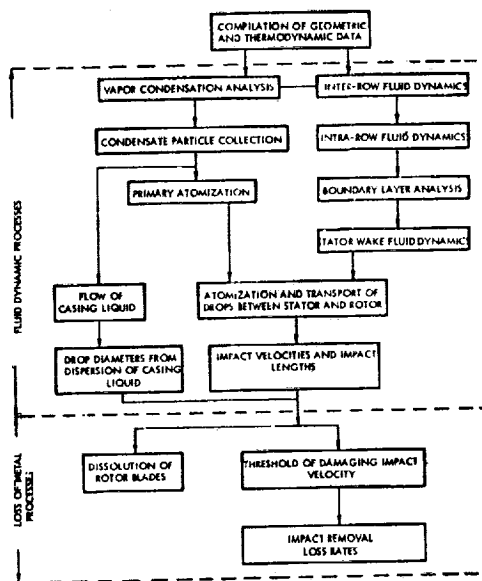 COMPILATION OF GEOMETRIC
AND THERMODYNAMIC DATA
VAPOR CONDENSATION ANALYSIS
INTER-ROW FLUID DYNAMICS
CONDENSATE PARTICLE COLLECTION
INTRA-ROW FLUID DYNAMICS
PRIMARY ATOMIZATION
BOUNDARY LAYER ANALYSIS
TATOR WAKE FLUID DYNAMICS
FLOW OF
CASING LIQUID
ATOMIZATION AND TRANSPORT OF
DROPS BETWEEN STATOR AND ROTOR
DROP DIAMETERS FROM
DISPERSION OF CASING
LIQUID
IMPACT VELOCITIES AND IMPACT
LENGTHS
FLUID DYNAMIC PROCESSES
DISSOLUTION OF
ROTOR BLADES
THRESHOLD OF DAMAGING IMPACT
VELOCITY
IMPACT REMOVAL
LOSS RATES
LOSS OF METAL
PROCESSES